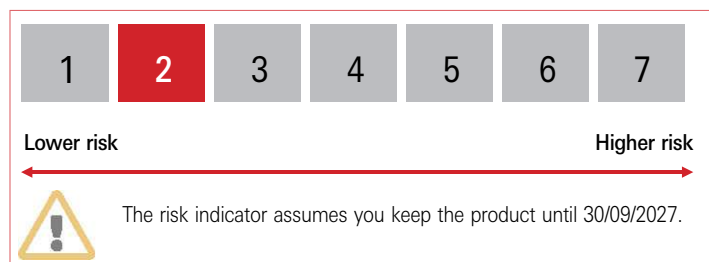 1 2 3 4 5 6 7
Lower risk Higher risk
The risk indicator assumes you keep the product until 30/09/2027.